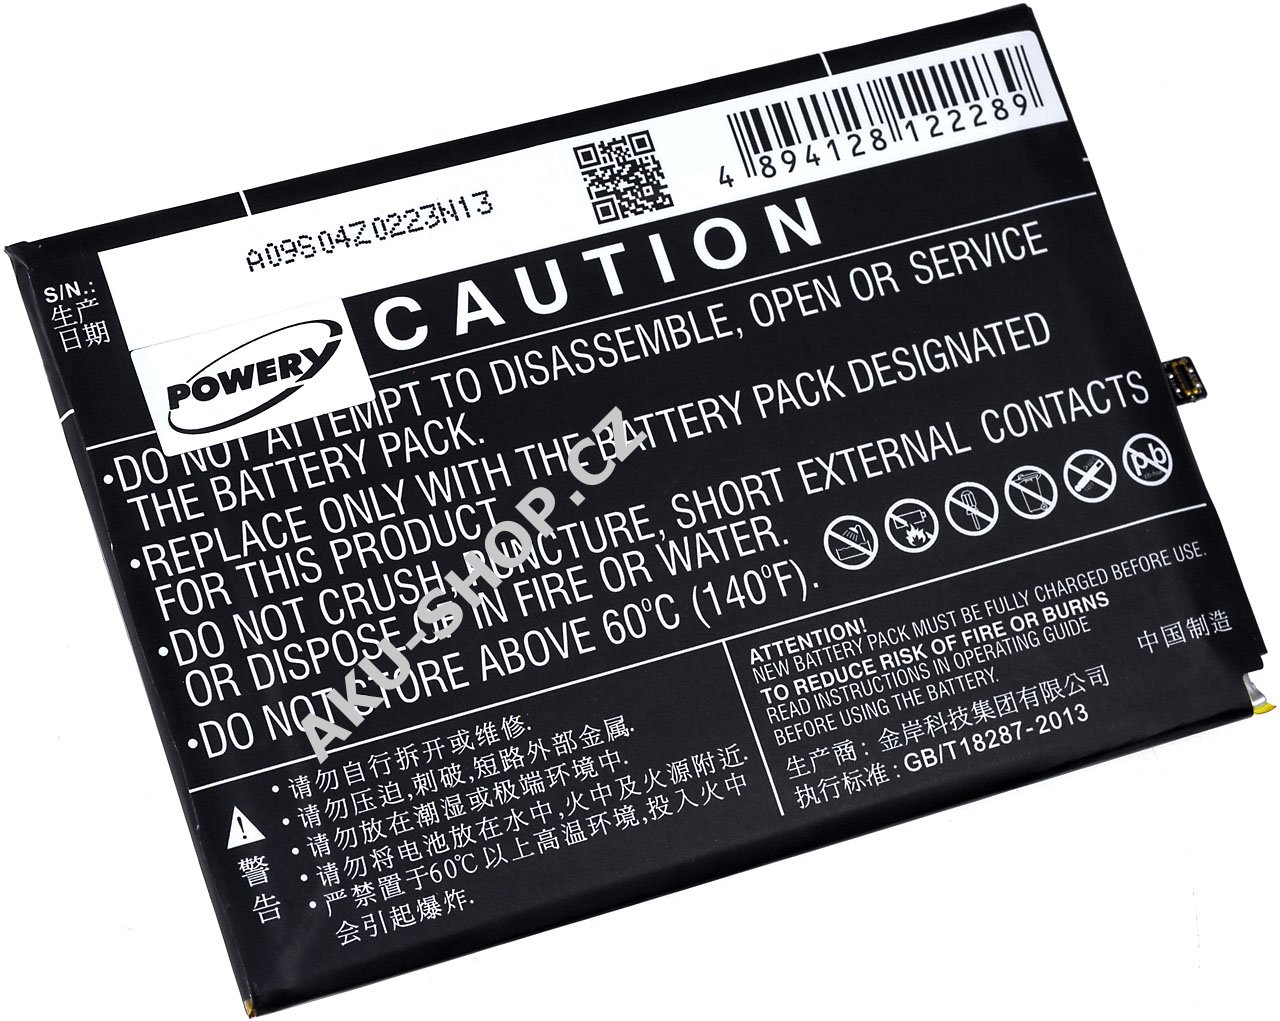 4 894128 122289
A09S04Z0223N13
S/N.:
生产
日期
POWERY
CAUTION
•DO NOT ATTEMPT TO DISASSEMBLE, OPEN OR SERVICE
THE BATTERY PACK.
•REPLACE ONLY WITH THE BATTERY PACK DESIGNATED
FOR THIS PRODUCT.
•DO NOT CRUSH, PUNCTURE, SHORT EXTERNAL CONTACTS
OR DISPOSE OF IN FIRE OR WATER.
•DO NOT STORE ABOVE 60°C (140°F).
pb
AKU-SHOP.CZ
ATTENTION!
NEW BATTERY PACK MUST BE FULLY CHARGED BEFORE USE.
TO REDUCE RISK OF FIRE OR BURNS
READ INSTRUCTIONS IN OPERATING GUIDE
BEFORE USING THE BATTERY PACK
中国制造
生产商: 金岸科技集团有限公司
执行标准: GB/T18287-2013
警
告
•请勿自行拆开或维修.
•请勿压迫,刺破,短路外部金属.
•请勿放在潮湿或极端环境中.
•请勿将电池放在水中,火中及火源附近.
•严禁置于60℃以上高温环境,投入火中
会引起爆炸.